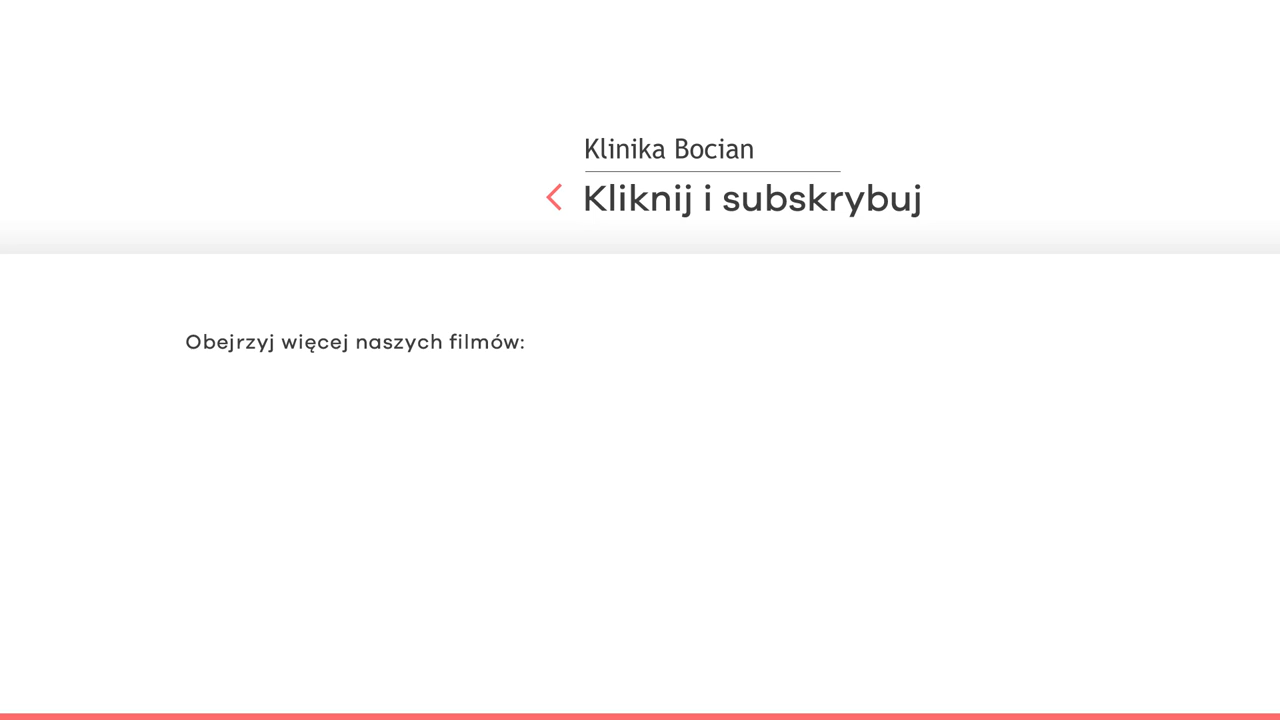 Klinika Bocian
Kliknij i subskrybuj
Obejrzyj więcej naszych filmów: